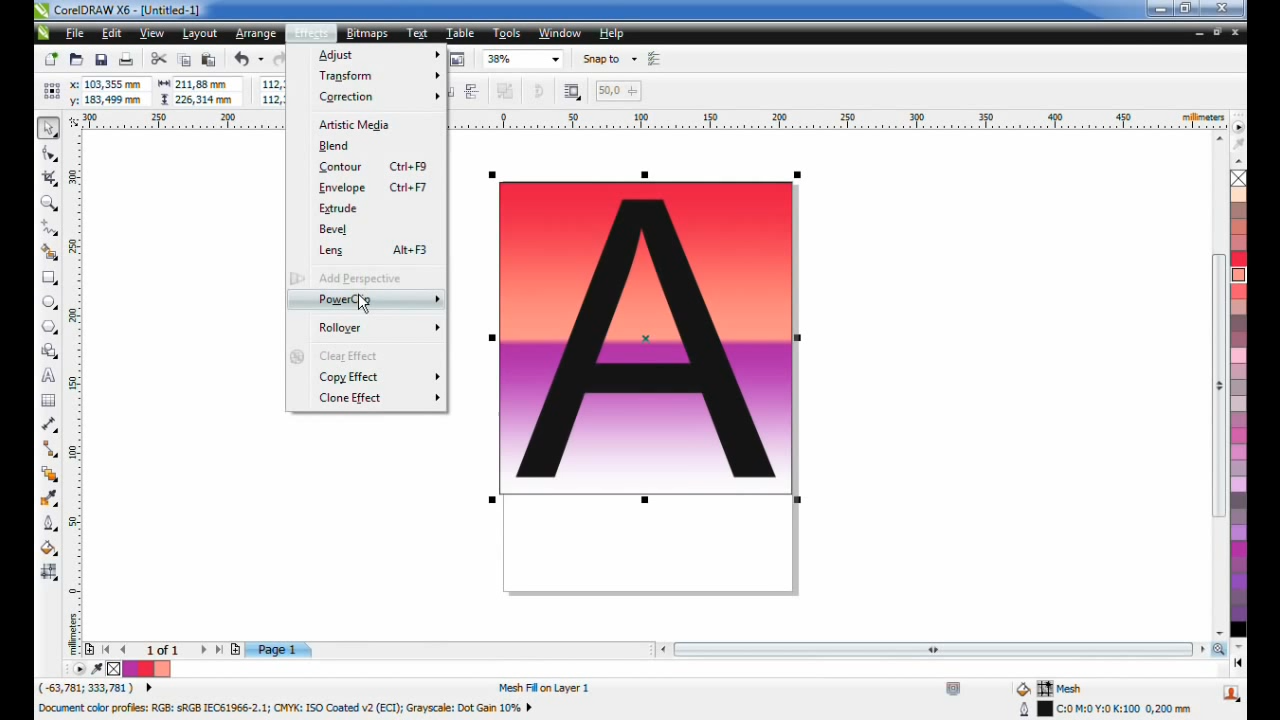 CorelDRAW X6 - [Untitled-1]
File Edit View Layout Arrange Effects Bitmaps Text Table Tools Window Help
38% Snap to
x: 103,355 mm 211,88 mm 112,
y: 183,499 mm 226,314 mm 112,
50,0
300 250 200 0 50 100 150 200 250 300 350 400 450 millimeters
Adjust
Transform
Correction
Artistic Media
Blend
Contour Ctrl+F9
Envelope Ctrl+F7
Extrude
Bevel
Lens Alt+F3
Add Perspective
PowerClip
Rollover
Clear Effect
Copy Effect
Clone Effect
A
250
200
150
100
50
0
millimeters
1 of 1 Page 1
( -63,781; 333,781 ) Mesh Fill on Layer 1 Mesh
Document color profiles: RGB: sRGB IEC61966-2.1; CMYK: ISO Coated v2 (ECI); Grayscale: Dot Gain 10% C:0 M:0 Y:0 K:100 0,200 mm